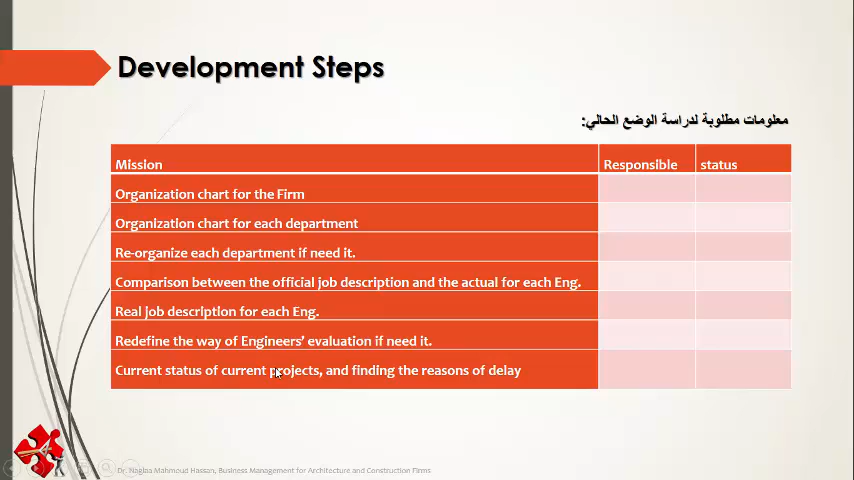 Development Steps
معلومات مطلوبة لدراسة الوضع الحالي:
Mission Responsible status
Organization chart for the Firm
Organization chart for each department
Re-organize each department if need it.
Comparison between the official job description and the actual for each Eng.
Real job description for each Eng.
Redefine the way of Engineers’ evaluation if need it.
Current status of current projects, and finding the reasons of delay
Dr. Naglaa Mahmoud Hassan, Business Management for Architecture and Construction Firms